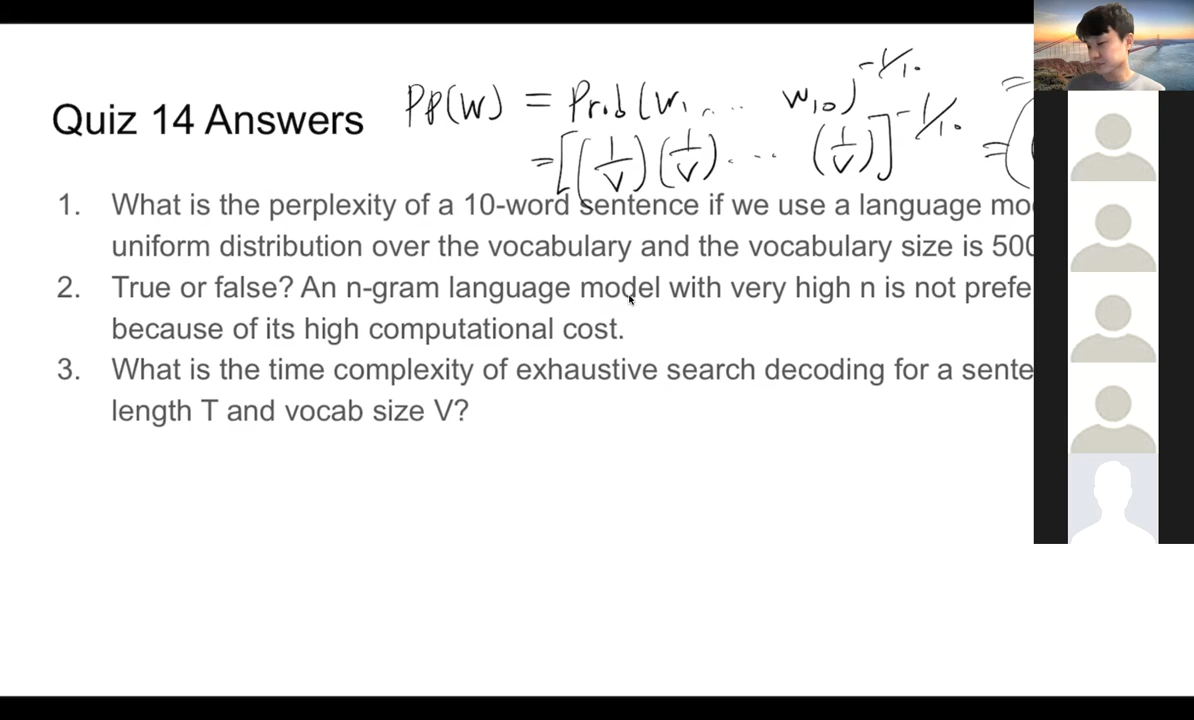 Quiz 14 Answers
PP(W) = Prob(w₁ ... w₁₀)^-1/10
=[(1/V)(1/V)... (1/V)]^-1/10 = (
=
1. What is the perplexity of a 10-word sentence if we use a language mo
uniform distribution over the vocabulary and the vocabulary size is 500
2. True or false? An n-gram language model with very high n is not prefe
because of its high computational cost.
3. What is the time complexity of exhaustive search decoding for a sente
length T and vocab size V?